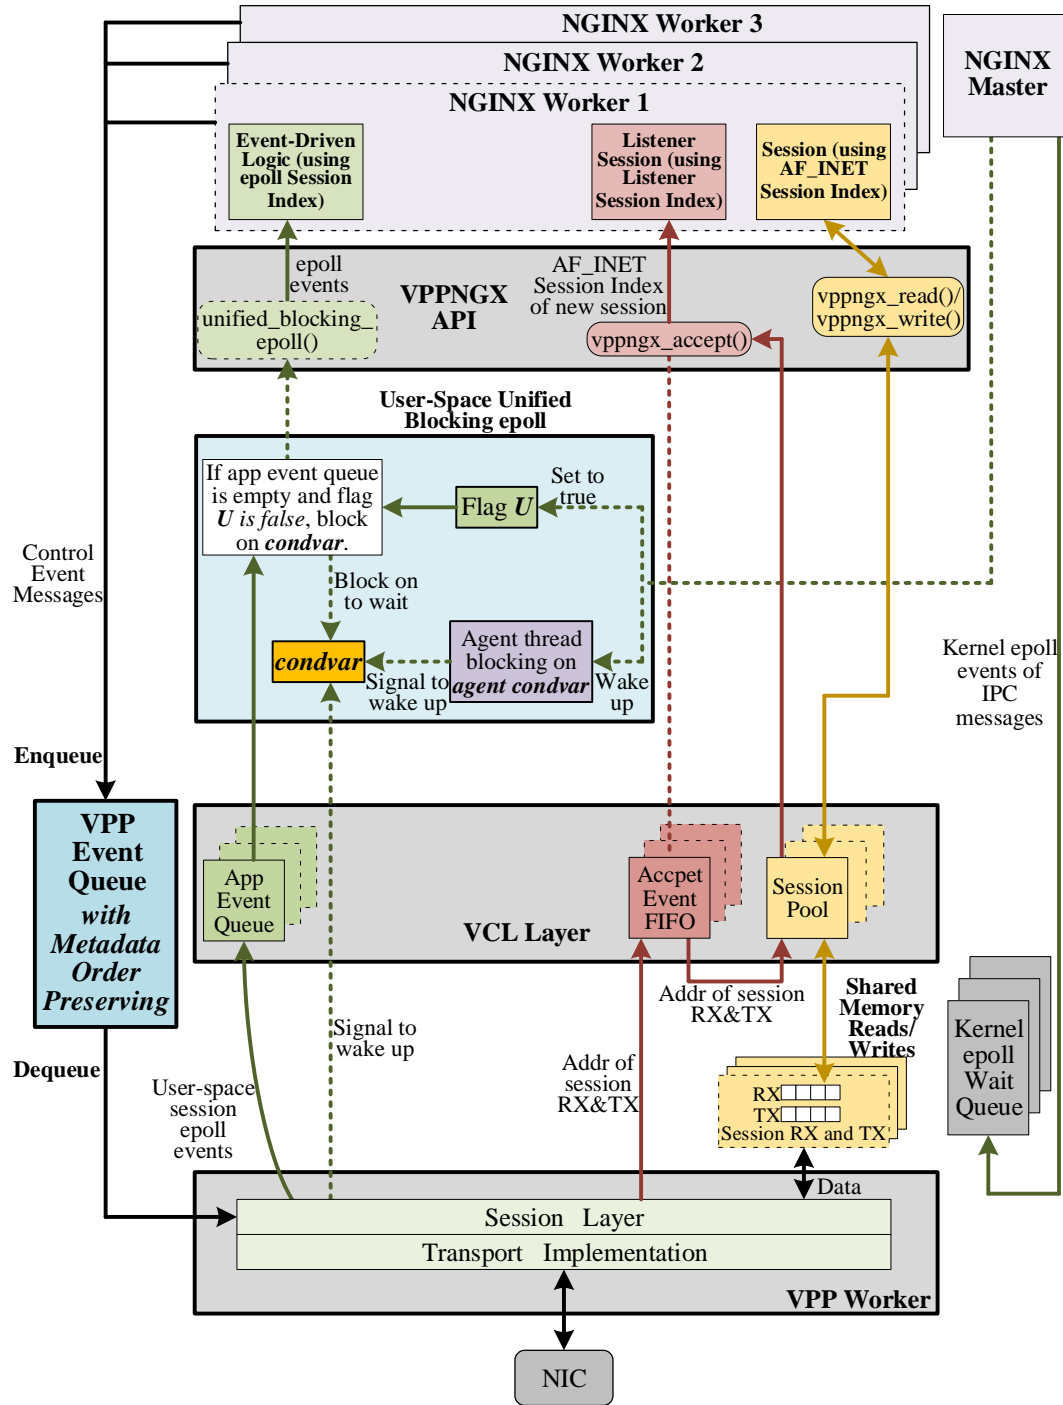 NGINX Worker 3
NGINX Worker 2
NGINX Worker 1
NGINX
Master
Event-Driven
Logic (using
epoll Session
Index)
Listener
Session (using
Listener
Session Index)
Session (using
AF_INET
Session Index)
epoll
events
VPPNGX
API
AF_INET
Session Index
of new session
unified_blocking_
epoll()
vppngx_accept()
vppngx_read()/
vppngx_write()
User-Space Unified
Blocking epoll
If app event queue
is empty and flag
U is false, block
on condvar.
Flag U
Set to
true
Block on
to wait
condvar
Signal to
wake up
Agent thread
blocking on
agent condvar
Wake
up
Control
Event
Messages
Kernel epoll
events of
IPC
messages
Enqueue
VPP
Event
Queue
with
Metadata
Order
Preserving
Dequeue
App
Event
Queue
VCL Layer
Accpet
Event
FIFO
Session
Pool
Addr of session
RX&TX
Shared
Memory
Reads/
Writes
Kernel
epoll
Wait
Queue
Signal to
wake up
User-space
session
epoll
events
Addr of
session
RX&TX
RX
TX
Session RX and TX
Data
Session Layer
Transport Implementation
VPP Worker
NIC